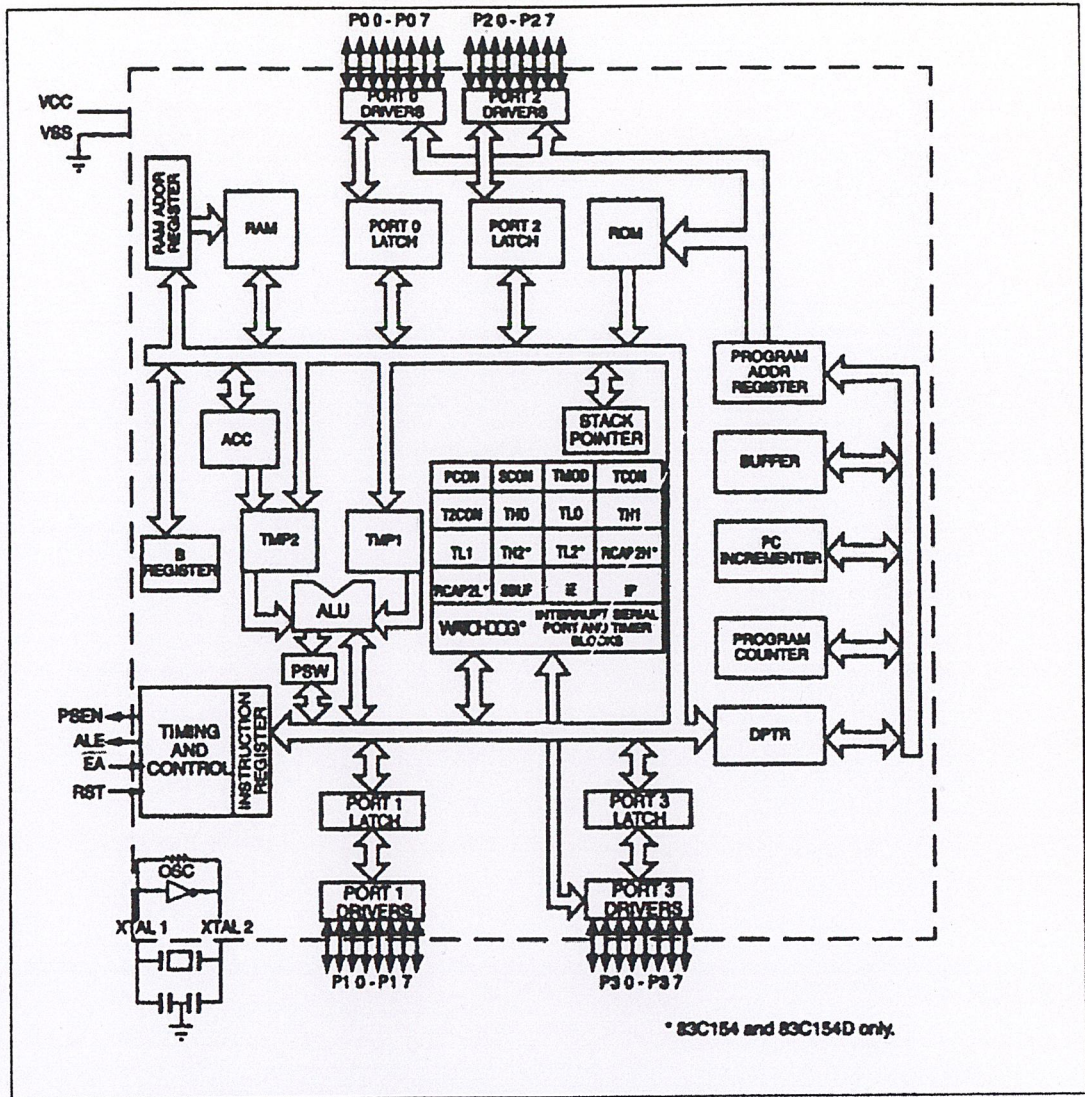 P00-P07
P20-P27
VCC
VSS
PORT 0
DRIVERS
PORT 2
DRIVERS
RAM ADDR
REGISTER
RAM
PORT 0
LATCH
PORT 2
LATCH
ROM
PROGRAM
ADDR
REGISTER
ACC
STACK
POINTER
BUFFER
PCON SCON TMOD TCON
T2CON TH0 TL0 TH1
TL1 TH2* TL2* RCAP2H*
RCAP2L* SBUF IE IP
WATCHDOG*
INTERRUPT SERIAL
PORT AND TIMER
BLOCKS
B
REGISTER
TMP2
TMP1
ALU
PSW
PC
INCREMENTER
PROGRAM
COUNTER
DPTR
PSEN
ALE
EA
RST
TIMING
AND
CONTROL
INSTRUCTION
REGISTER
PORT 1
LATCH
PORT 3
LATCH
OSC
XTAL 1
XTAL 2
PORT 1
DRIVERS
PORT 3
DRIVERS
P10-P17
P30-P37
* 83C154 and 83C154D only.